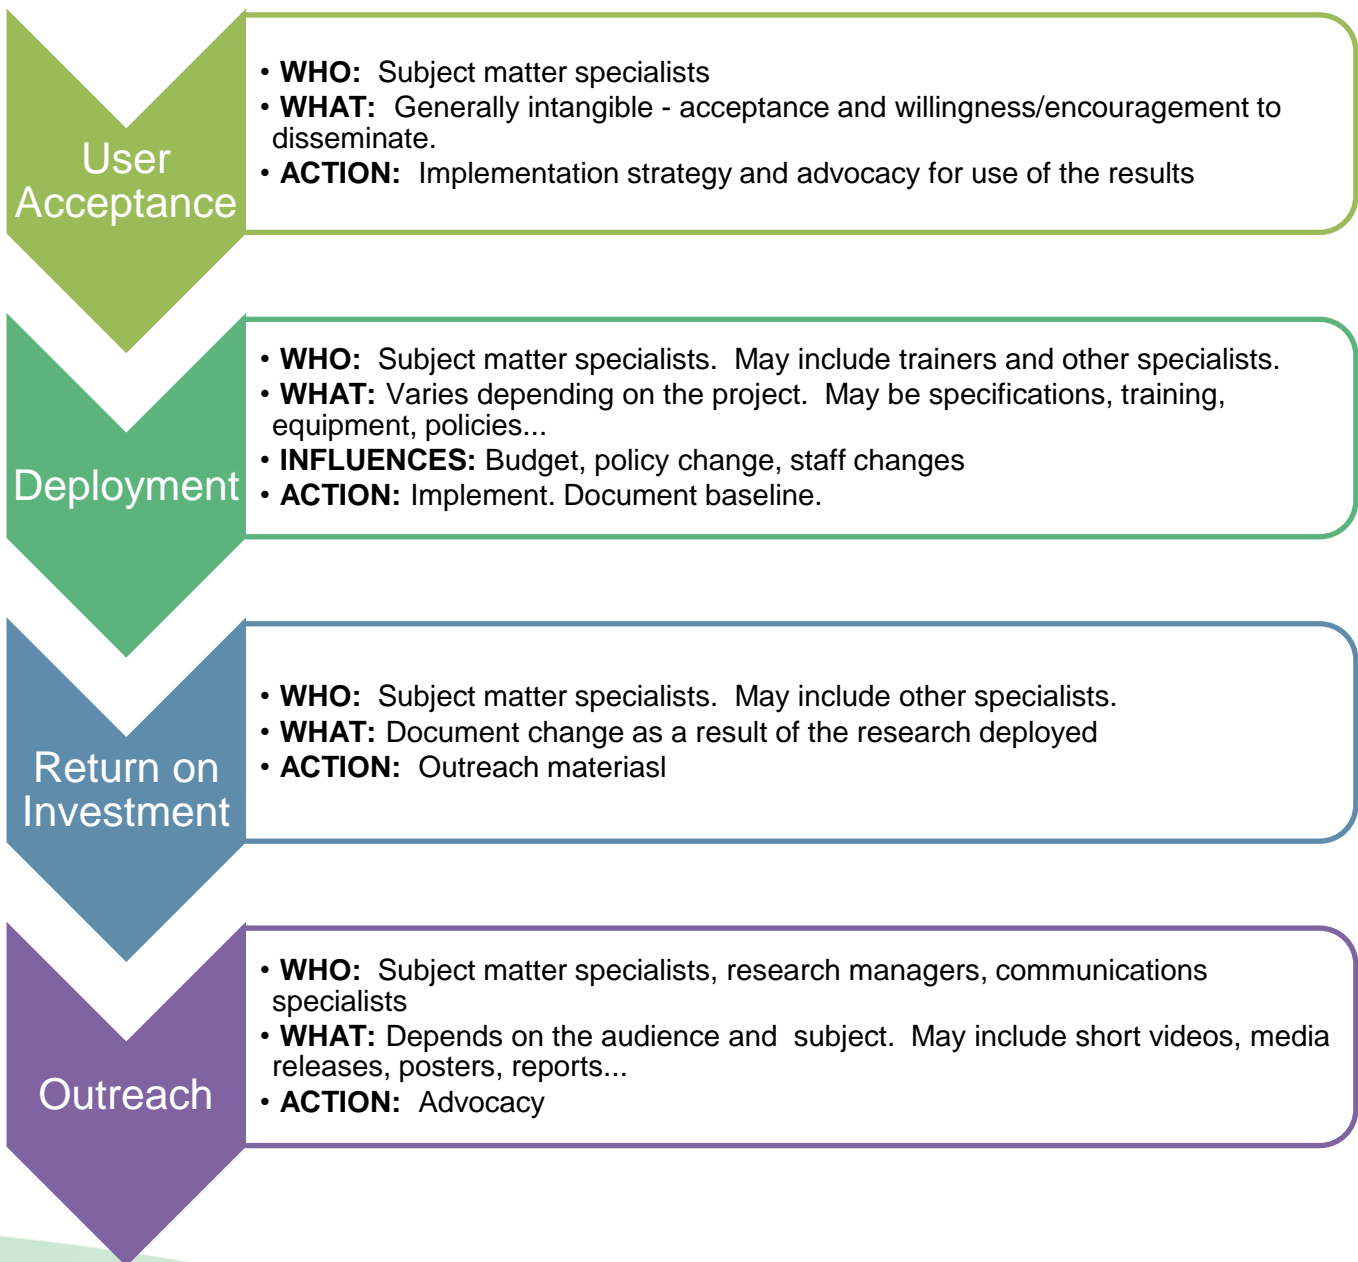 User
Acceptance
• WHO:  Subject matter specialists
• WHAT:  Generally intangible - acceptance and willingness/encouragement to
disseminate.
• ACTION:  Implementation strategy and advocacy for use of the results
Deployment
• WHO:  Subject matter specialists.  May include trainers and other specialists.
• WHAT: Varies depending on the project.  May be specifications, training,
equipment, policies...
• INFLUENCES: Budget, policy change, staff changes
• ACTION: Implement. Document baseline.
Return on
Investment
• WHO:  Subject matter specialists.  May include other specialists.
• WHAT: Document change as a result of the research deployed
• ACTION:  Outreach materiasl
Outreach
• WHO:  Subject matter specialists, research managers, communications
specialists
• WHAT: Depends on the audience and  subject.  May include short videos, media
releases, posters, reports...
• ACTION:  Advocacy